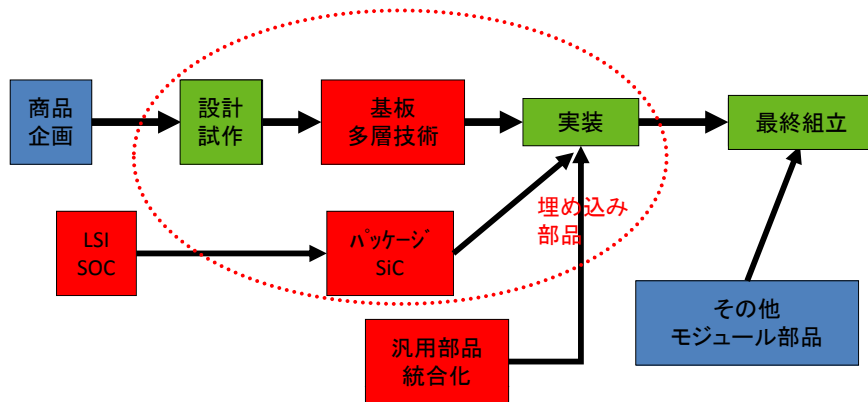 商品
企画
設計
試作
基板
多層技術
実装
最終組立
埋め込み
部品
LSI
SOC
ﾊﾟｯｹｰｼﾞ
SiC
その他
モジュール部品
汎用部品
統合化